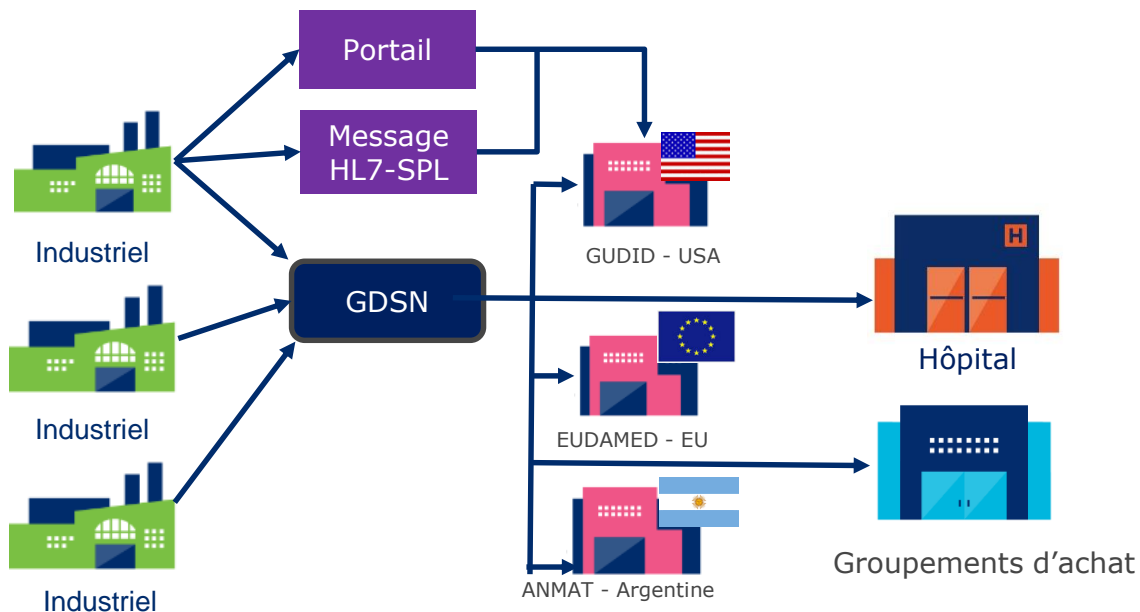 Portail
Message
HL7-SPL
Industriel
GUDID - USA
H
GDSN
Hôpital
Industriel
EUDAMED - EU
Groupements d’achat
ANMAT - Argentine
Industriel